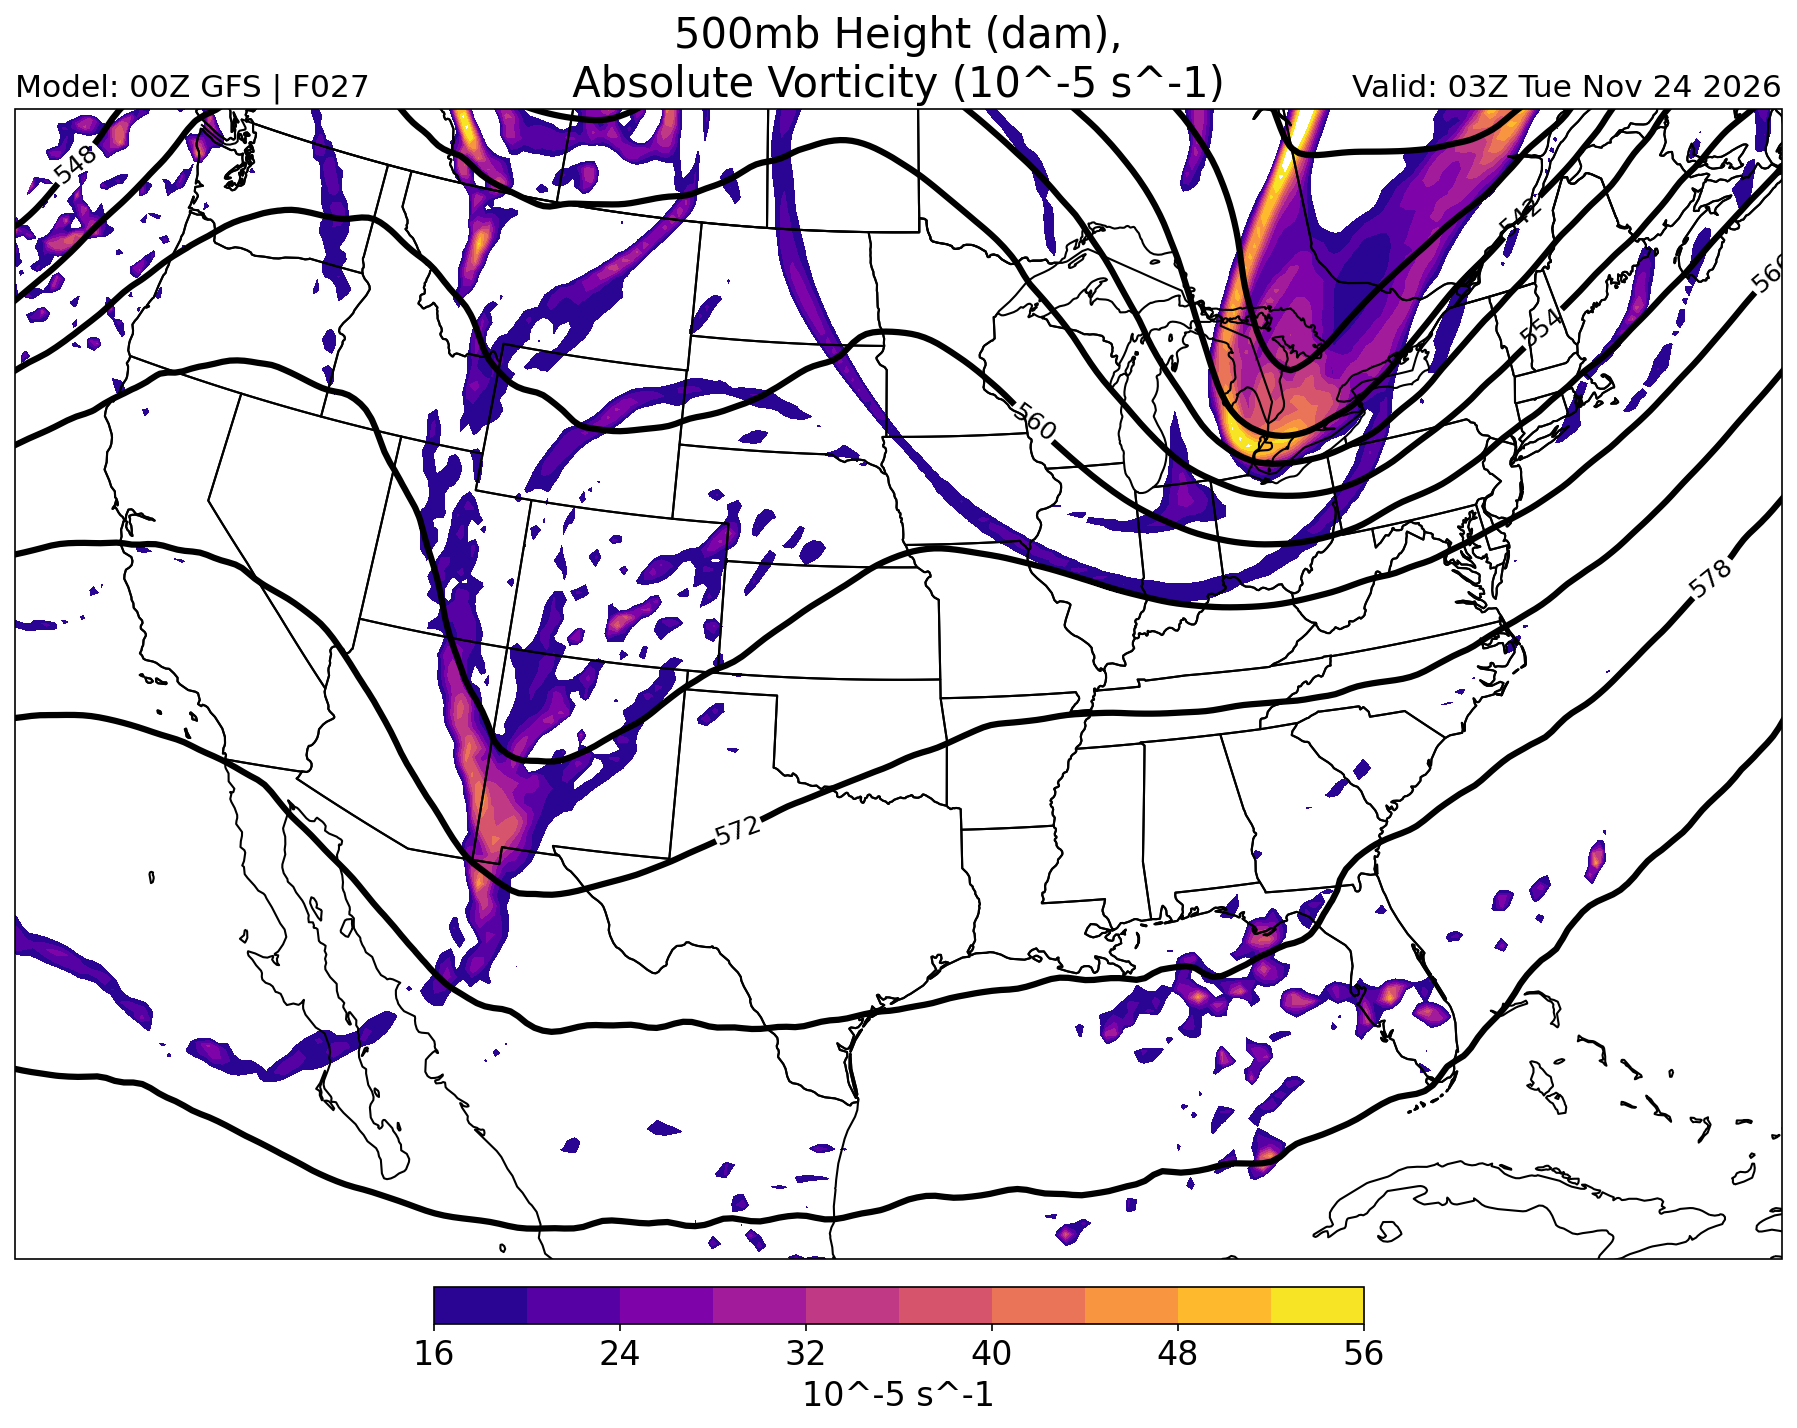 500mb Height (dam),
Model: 00Z GFS | F027
Absolute Vorticity (10^-5 s^-1)
Valid: 03Z Tue Nov 24 2026
548
542
566
554
560
578
572
16 24 32 40 48 56
10^-5 s^-1